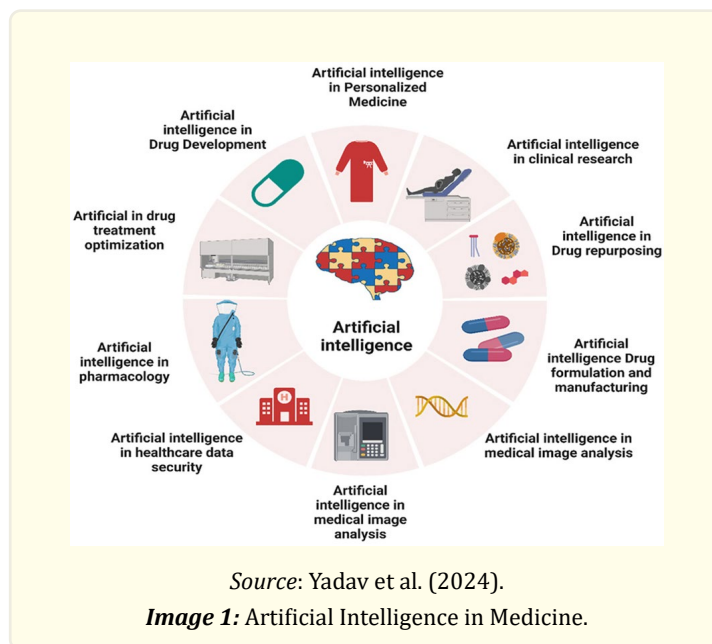 Artificial intelligence
in Personalized
Medicine
Artificial
intelligence in
Drug Development
Artificial intelligence
in clinical research
Artificial in drug
treatment
optimization
Artificial
intelligence in
Drug repurposing
Artificial
intelligence
Artificial
intelligence in
pharmacology
Artificial
intelligence Drug
formulation and
manufacturing
H
Artificial intelligence
in healthcare data
security
Artificial intelligence in
medical image analysis
Artificial
intelligence in
medical image
analysis
Source: Yadav et al. (2024).
Image 1: Artificial Intelligence in Medicine.